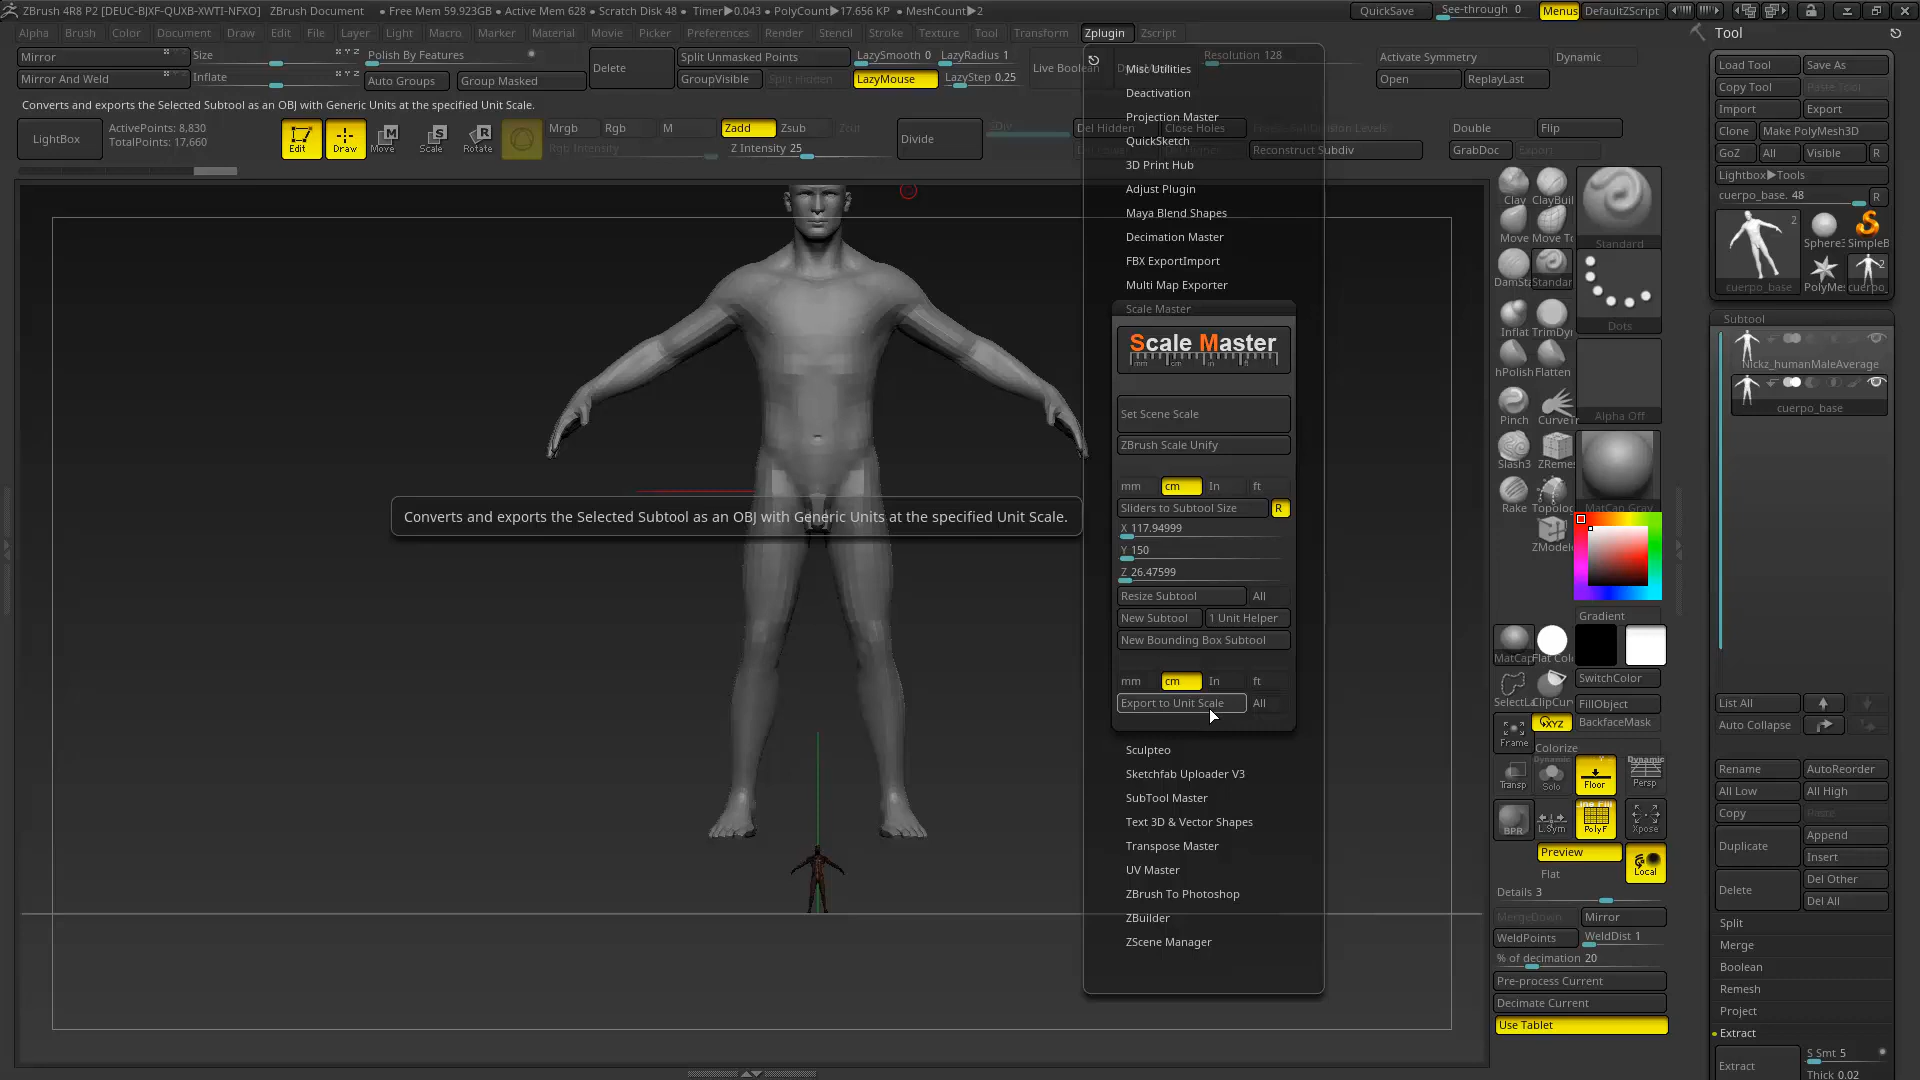 ZBrush 4R8 P2 [DEUC-BJXF-QUXB-XWTI-NFXO] ZBrush Document • Free Mem 59.923GB • Active Mem 628 • Scratch Disk 48 • Timer▶0.043 • PolyCount▶17.656 KP • MeshCount▶2 QuickSave See-through 0 Menus DefaultZScript
Alpha Brush Color Document Draw Edit File Layer Light Macro Marker Material Movie Picker Preferences Render Stencil Stroke Texture Tool Transform Zplugin Zscript
Tool
Mirror Size Polish By Features Delete Split Unmasked Points LazySmooth 0 LazyRadius 1 Live Boolean Resolution 128 Activate Symmetry Dynamic
Mirror And Weld Inflate Auto Groups Group Masked GroupVisible Split Hidden LazyMouse LazyStep 0.25 Open ReplayLast
Converts and exports the Selected Subtool as an OBJ with Generic Units at the specified Unit Scale.
LightBox ActivePoints: 8,830
TotalPoints: 17,660
Edit Draw Move Scale Rotate
Mrgb Rgb M Zadd Zsub Zcut Divide Del Hidden Close Holes Double Flip
Rgb Intensity Z Intensity 25 Reconstruct Subdiv GrabDoc Export
Misc Utilities
Deactivation
Projection Master
QuickSketch
3D Print Hub
Adjust Plugin
Maya Blend Shapes
Decimation Master
FBX ExportImport
Multi Map Exporter
Scale Master
Scale Master
mm cm in ft
Set Scene Scale
ZBrush Scale Unify
mm cm In ft
Sliders to Subtool Size R
X 117.94999
Y 150
Z 26.47599
Resize Subtool All
New Subtool 1 Unit Helper
New Bounding Box Subtool
mm cm In ft
Export to Unit Scale All
Sculpteo
Sketchfab Uploader V3
SubTool Master
Text 3D & Vector Shapes
Transpose Master
UV Master
ZBrush To Photoshop
ZBuilder
ZScene Manager
Converts and exports the Selected Subtool as an OBJ with Generic Units at the specified Unit Scale.
Clay ClayBuil Standard
Move Move To
DamSta Standar Dots
Inflat TrimDyn
hPolish Flatten
Pinch CurveT Alpha Off
Slash3 ZRemes
Rake Topolog MatCap Gray
ZModele
Gradient
MatCap Flat Colo
SwitchColor
SelectLa ClipCurv FillObject
Frame XYZ BackfaceMask
Colorize
Transp Dynamic Solo Floor Dynamic Persp
BPR L.Sym PolyF Xpose
Preview Local
Flat
Details 3
MergeDown Mirror
WeldPoints WeldDist 1
% of decimation 20
Pre-process Current
Decimate Current
Use Tablet
Load Tool Save As
Copy Tool Paste Tool
Import Export
Clone Make PolyMesh3D
GoZ All Visible R
Lightbox▶Tools
cuerpo_base. 48 R
2 Sphere3 SimpleB
cuerpo_base PolyMes 2 cuerpo_
Subtool
Nickz_humanMaleAverage
cuerpo_base
List All
Auto Collapse
Rename AutoReorder
All Low All High
Copy Paste
Duplicate Append
Insert
Delete Del Other
Del All
Split
Merge
Boolean
Remesh
Project
Extract
Extract S Smt 5
Thick 0.02